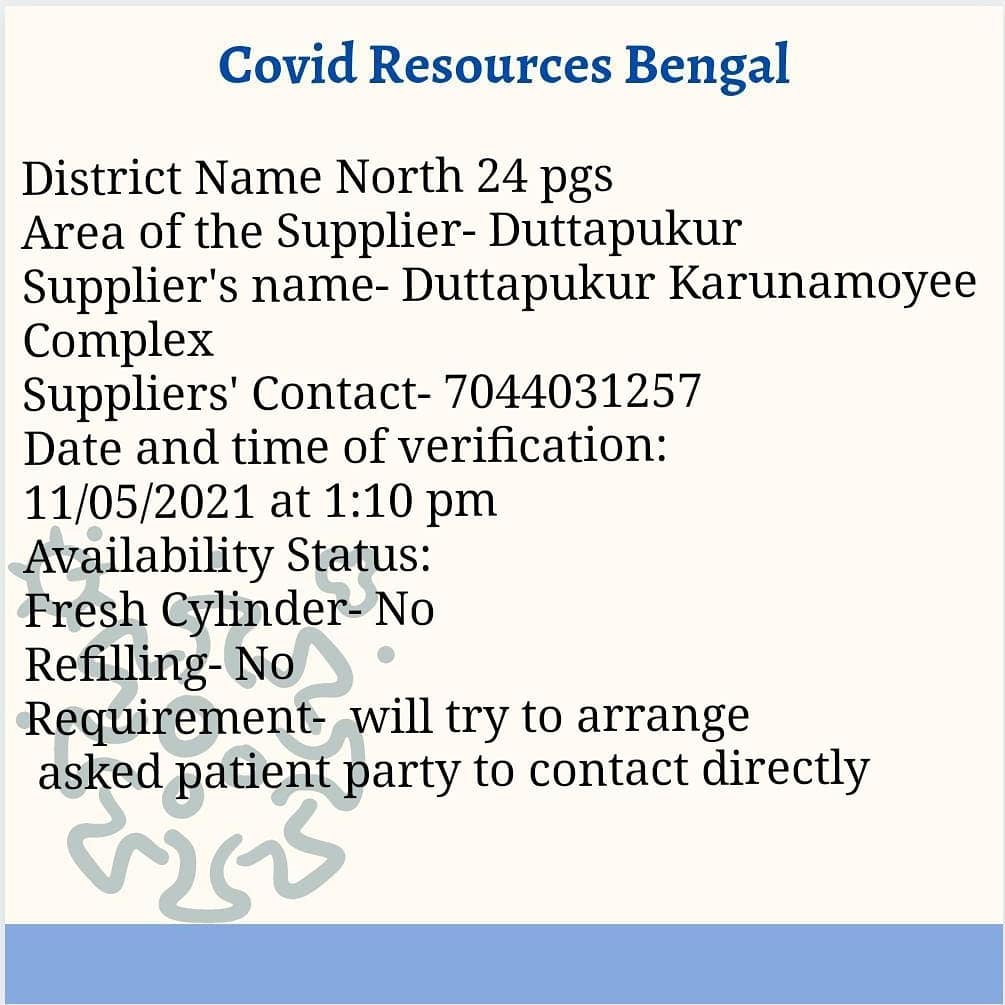 Covid Resources Bengal
District Name North 24 pgs
Area of the Supplier- Duttapukur
Supplier's name- Duttapukur Karunamoyee
Complex
Suppliers' Contact- 7044031257
Date and time of verification:
11/05/2021 at 1:10 pm
Availability Status:
Fresh Cylinder- No
Refilling- No
Requirement-  will try to arrange
asked patient party to contact directly